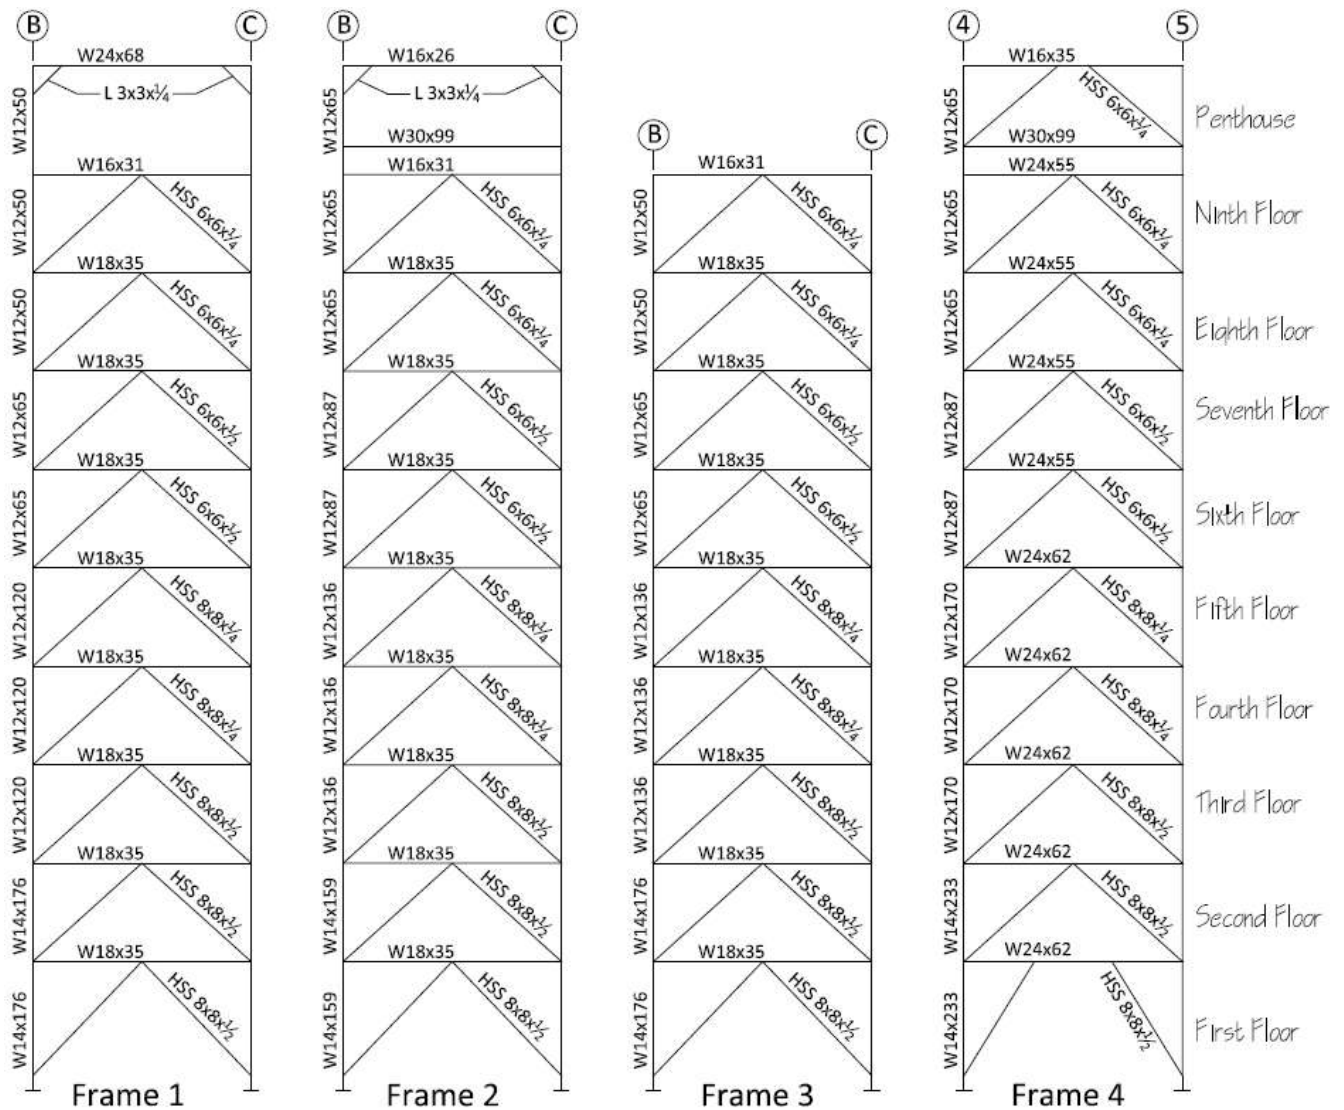 B C B C 4 5
W24x68 W16x26 W16x35
L 3x3x¼ L 3x3x¼ HSS 6x6x¼
W12x50 W12x65 W12x65 Penthouse
B C
W30x99 W30x99
W16x31 W16x31 W16x31 W24x55
W12x50 HSS 6x6x¼ W12x65 HSS 6x6x¼ W12x50 HSS 6x6x¼ W12x65 HSS 6x6x¼ Ninth Floor
W18x35 W18x35 W18x35 W24x55
W12x50 HSS 6x6x¼ W12x65 HSS 6x6x¼ W12x50 HSS 6x6x¼ W12x65 HSS 6x6x¼ Eighth Floor
W18x35 W18x35 W18x35 W24x55
W12x65 HSS 6x6x½ W12x87 HSS 6x6x½ W12x65 HSS 6x6x½ W12x87 HSS 6x6x½ Seventh Floor
W18x35 W18x35 W18x35 W24x55
W12x65 HSS 6x6x½ W12x87 HSS 6x6x½ W12x65 HSS 6x6x½ W12x87 HSS 6x6x½ Sixth Floor
W18x35 W18x35 W18x35 W24x62
W12x120 HSS 8x8x¼ W12x136 HSS 8x8x¼ W12x136 HSS 8x8x¼ W12x170 HSS 8x8x¼ Fifth Floor
W18x35 W18x35 W18x35 W24x62
W12x120 HSS 8x8x¼ W12x136 HSS 8x8x¼ W12x136 HSS 8x8x¼ W12x170 HSS 8x8x¼ Fourth Floor
W18x35 W18x35 W18x35 W24x62
W12x120 HSS 8x8x½ W12x136 HSS 8x8x½ W12x136 HSS 8x8x½ W12x170 HSS 8x8x½ Third Floor
W18x35 W18x35 W18x35 W24x62
W14x176 HSS 8x8x½ W14x159 HSS 8x8x½ W14x176 HSS 8x8x½ W14x233 HSS 8x8x½ Second Floor
W18x35 W18x35 W18x35 W24x62
W14x176 HSS 8x8x½ W14x159 HSS 8x8x½ W14x176 HSS 8x8x½ W14x233 HSS 8x8x½ First Floor
Frame 1 Frame 2 Frame 3 Frame 4